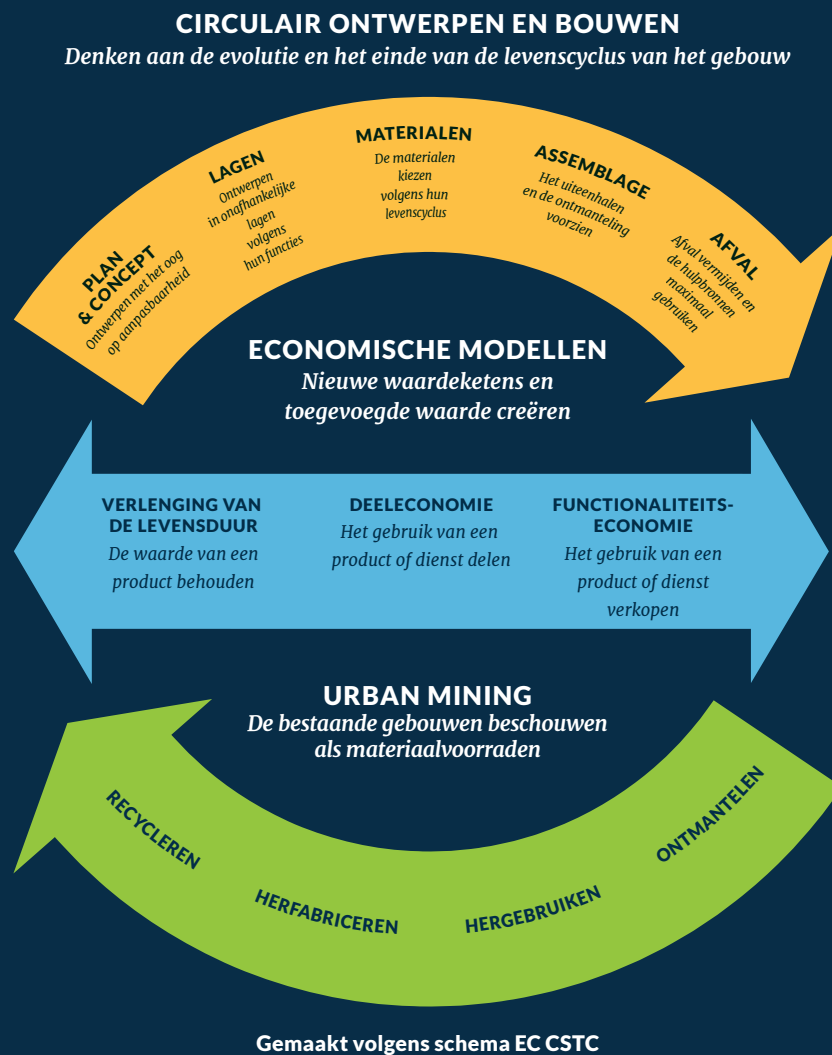 CIRCULAIR ONTWERPEN EN BOUWEN
Denken aan de evolutie en het einde van de levenscyclus van het gebouw
PLAN
& CONCEPT
Ontwerpen met het oog
op aanpasbaarheid
LAGEN
Ontwerpen
in onafhankelijke
lagen
volgens
hun functies
MATERIALEN
De materialen
kiezen
volgens hun
levenscyclus
ASSEMBLAGE
Het uiteenhalen
en de ontmanteling
voorzien
AFVAL
Afval vermijden en
de hulpbronnen
maximaal
gebruiken
ECONOMISCHE MODELLEN
Nieuwe waardeketens en
toegevoegde waarde creëren
VERLENGING VAN
DE LEVENSDUUR
De waarde van een
product behouden
DEELECONOMIE
Het gebruik van een
product of dienst delen
FUNCTIONALITEITS-
ECONOMIE
Het gebruik van een
product of dienst
verkopen
URBAN MINING
De bestaande gebouwen beschouwen
als materiaalvoorraden
RECYCLEREN
HERFABRICEREN
HERGEBRUIKEN
ONTMANTELEN
Gemaakt volgens schema EC CSTC